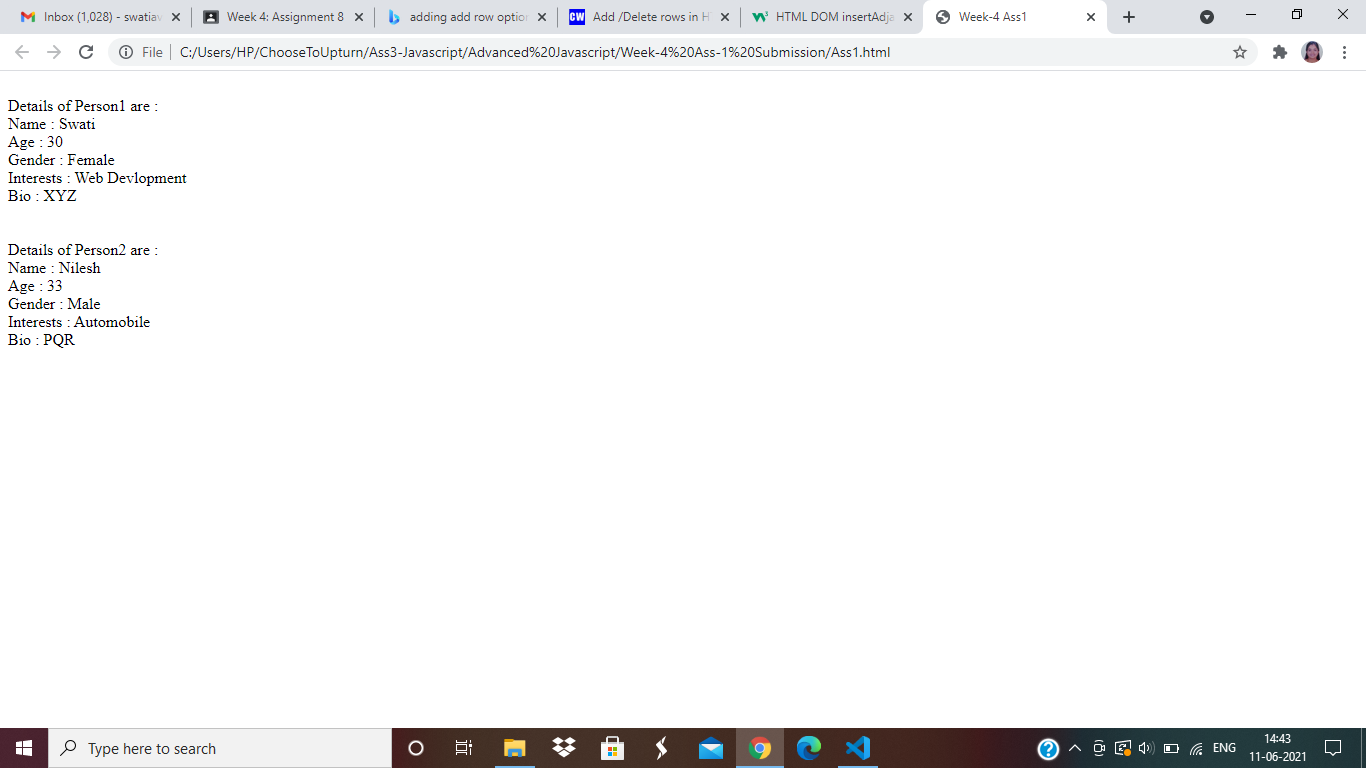 Inbox (1,028) - swatiav
Week 4: Assignment 8
adding add row option
CW
Add /Delete rows in H
HTML DOM insertAdja
Week-4 Ass1
File
C:/Users/HP/ChooseToUpturn/Ass3-Javascript/Advanced%20Javascript/Week-4%20Ass-1%20Submission/Ass1.html
Details of Person1 are :
Name : Swati
Age : 30
Gender : Female
Interests : Web Devlopment
Bio : XYZ
Details of Person2 are :
Name : Nilesh
Age : 33
Gender : Male
Interests : Automobile
Bio : PQR
Type here to search
ENG
14:43
11-06-2021